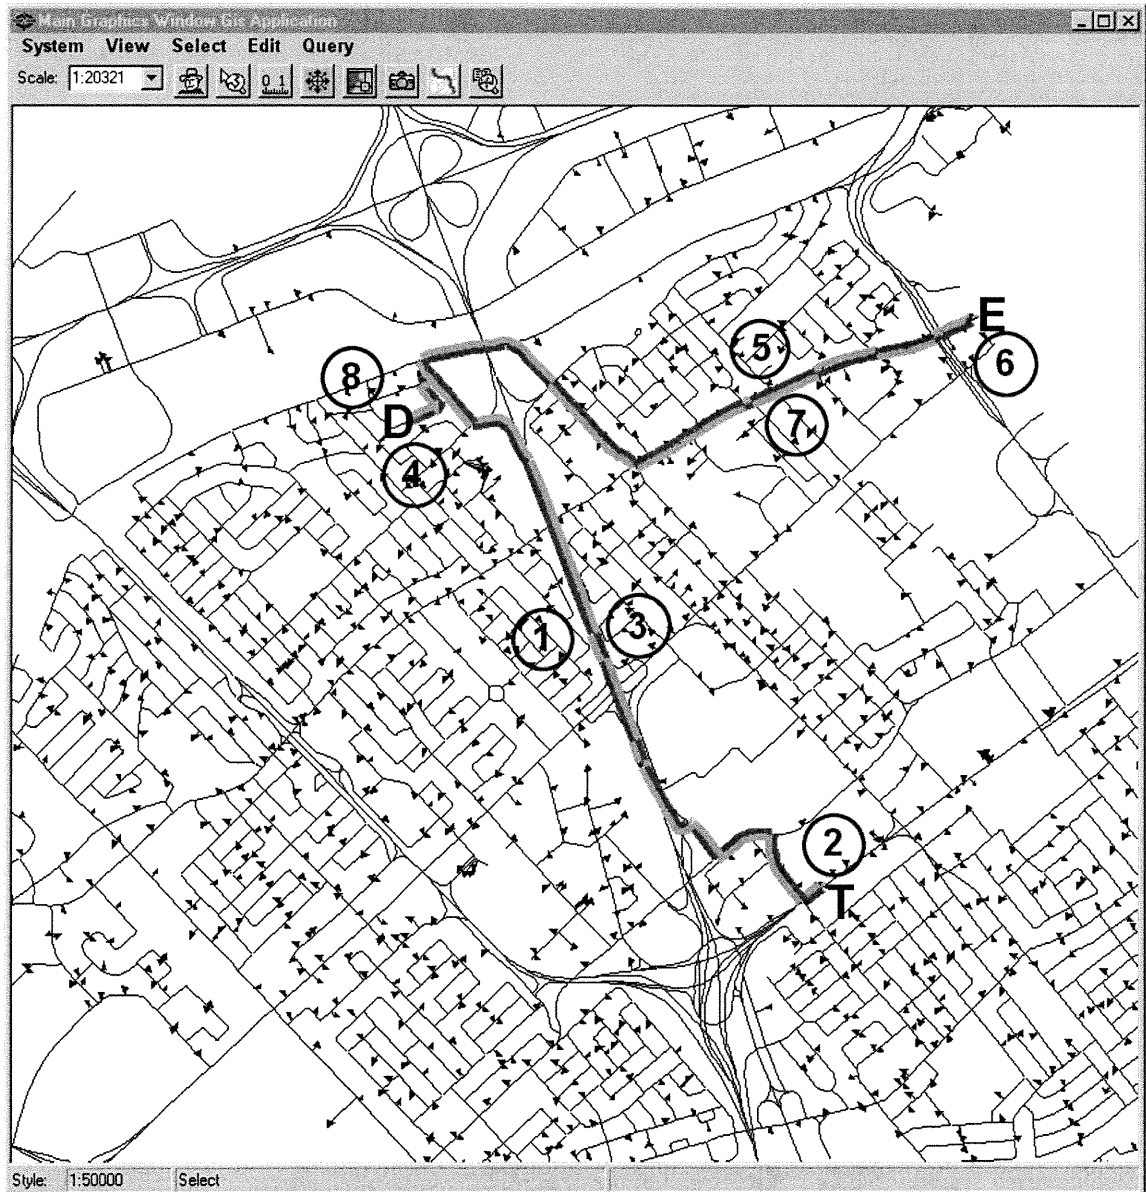 Main Graphics Window Gis Application
System View Select Edit Query
Scale: 1:20321
0 1
E
5
6
8
D
7
4
1
3
2
T
Style: 1:50000 Select